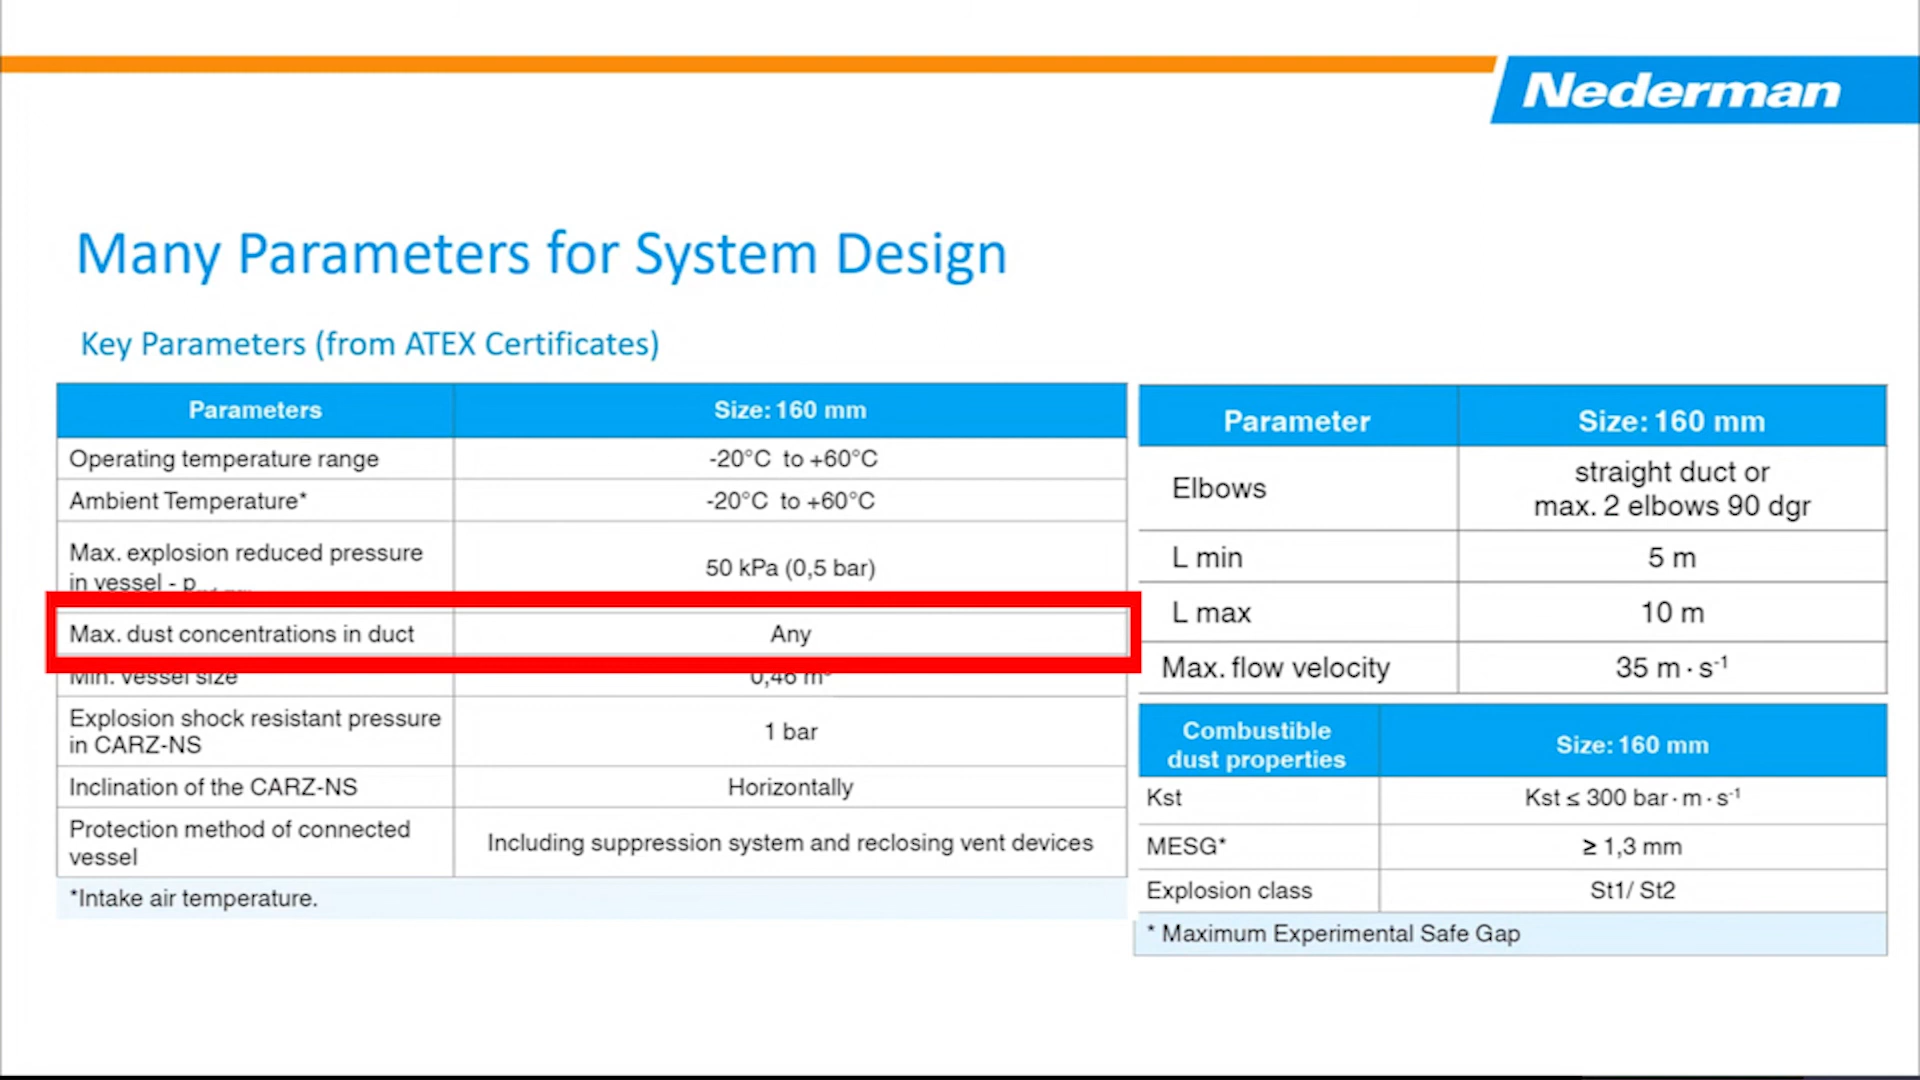 Nederman
Many Parameters for System Design
Key Parameters (from ATEX Certificates)
Parameters Size: 160 mm
Operating temperature range -20°C to +60°C
Ambient Temperature* -20°C to +60°C
Max. explosion reduced pressure
in vessel - p
50 kPa (0,5 bar)
Max. dust concentrations in duct Any
Min. vessel size 0,46 m³
Explosion shock resistant pressure
in CARZ-NS
1 bar
Inclination of the CARZ-NS Horizontally
Protection method of connected
vessel
Including suppression system and reclosing vent devices
*Intake air temperature.
Parameter Size: 160 mm
Elbows
straight duct or
max. 2 elbows 90 dgr
L min 5 m
L max 10 m
Max. flow velocity 35 m · s⁻¹
Combustible
dust properties
Size: 160 mm
Kst Kst ≤ 300 bar · m · s⁻¹
MESG* ≥ 1,3 mm
Explosion class St1/ St2
* Maximum Experimental Safe Gap